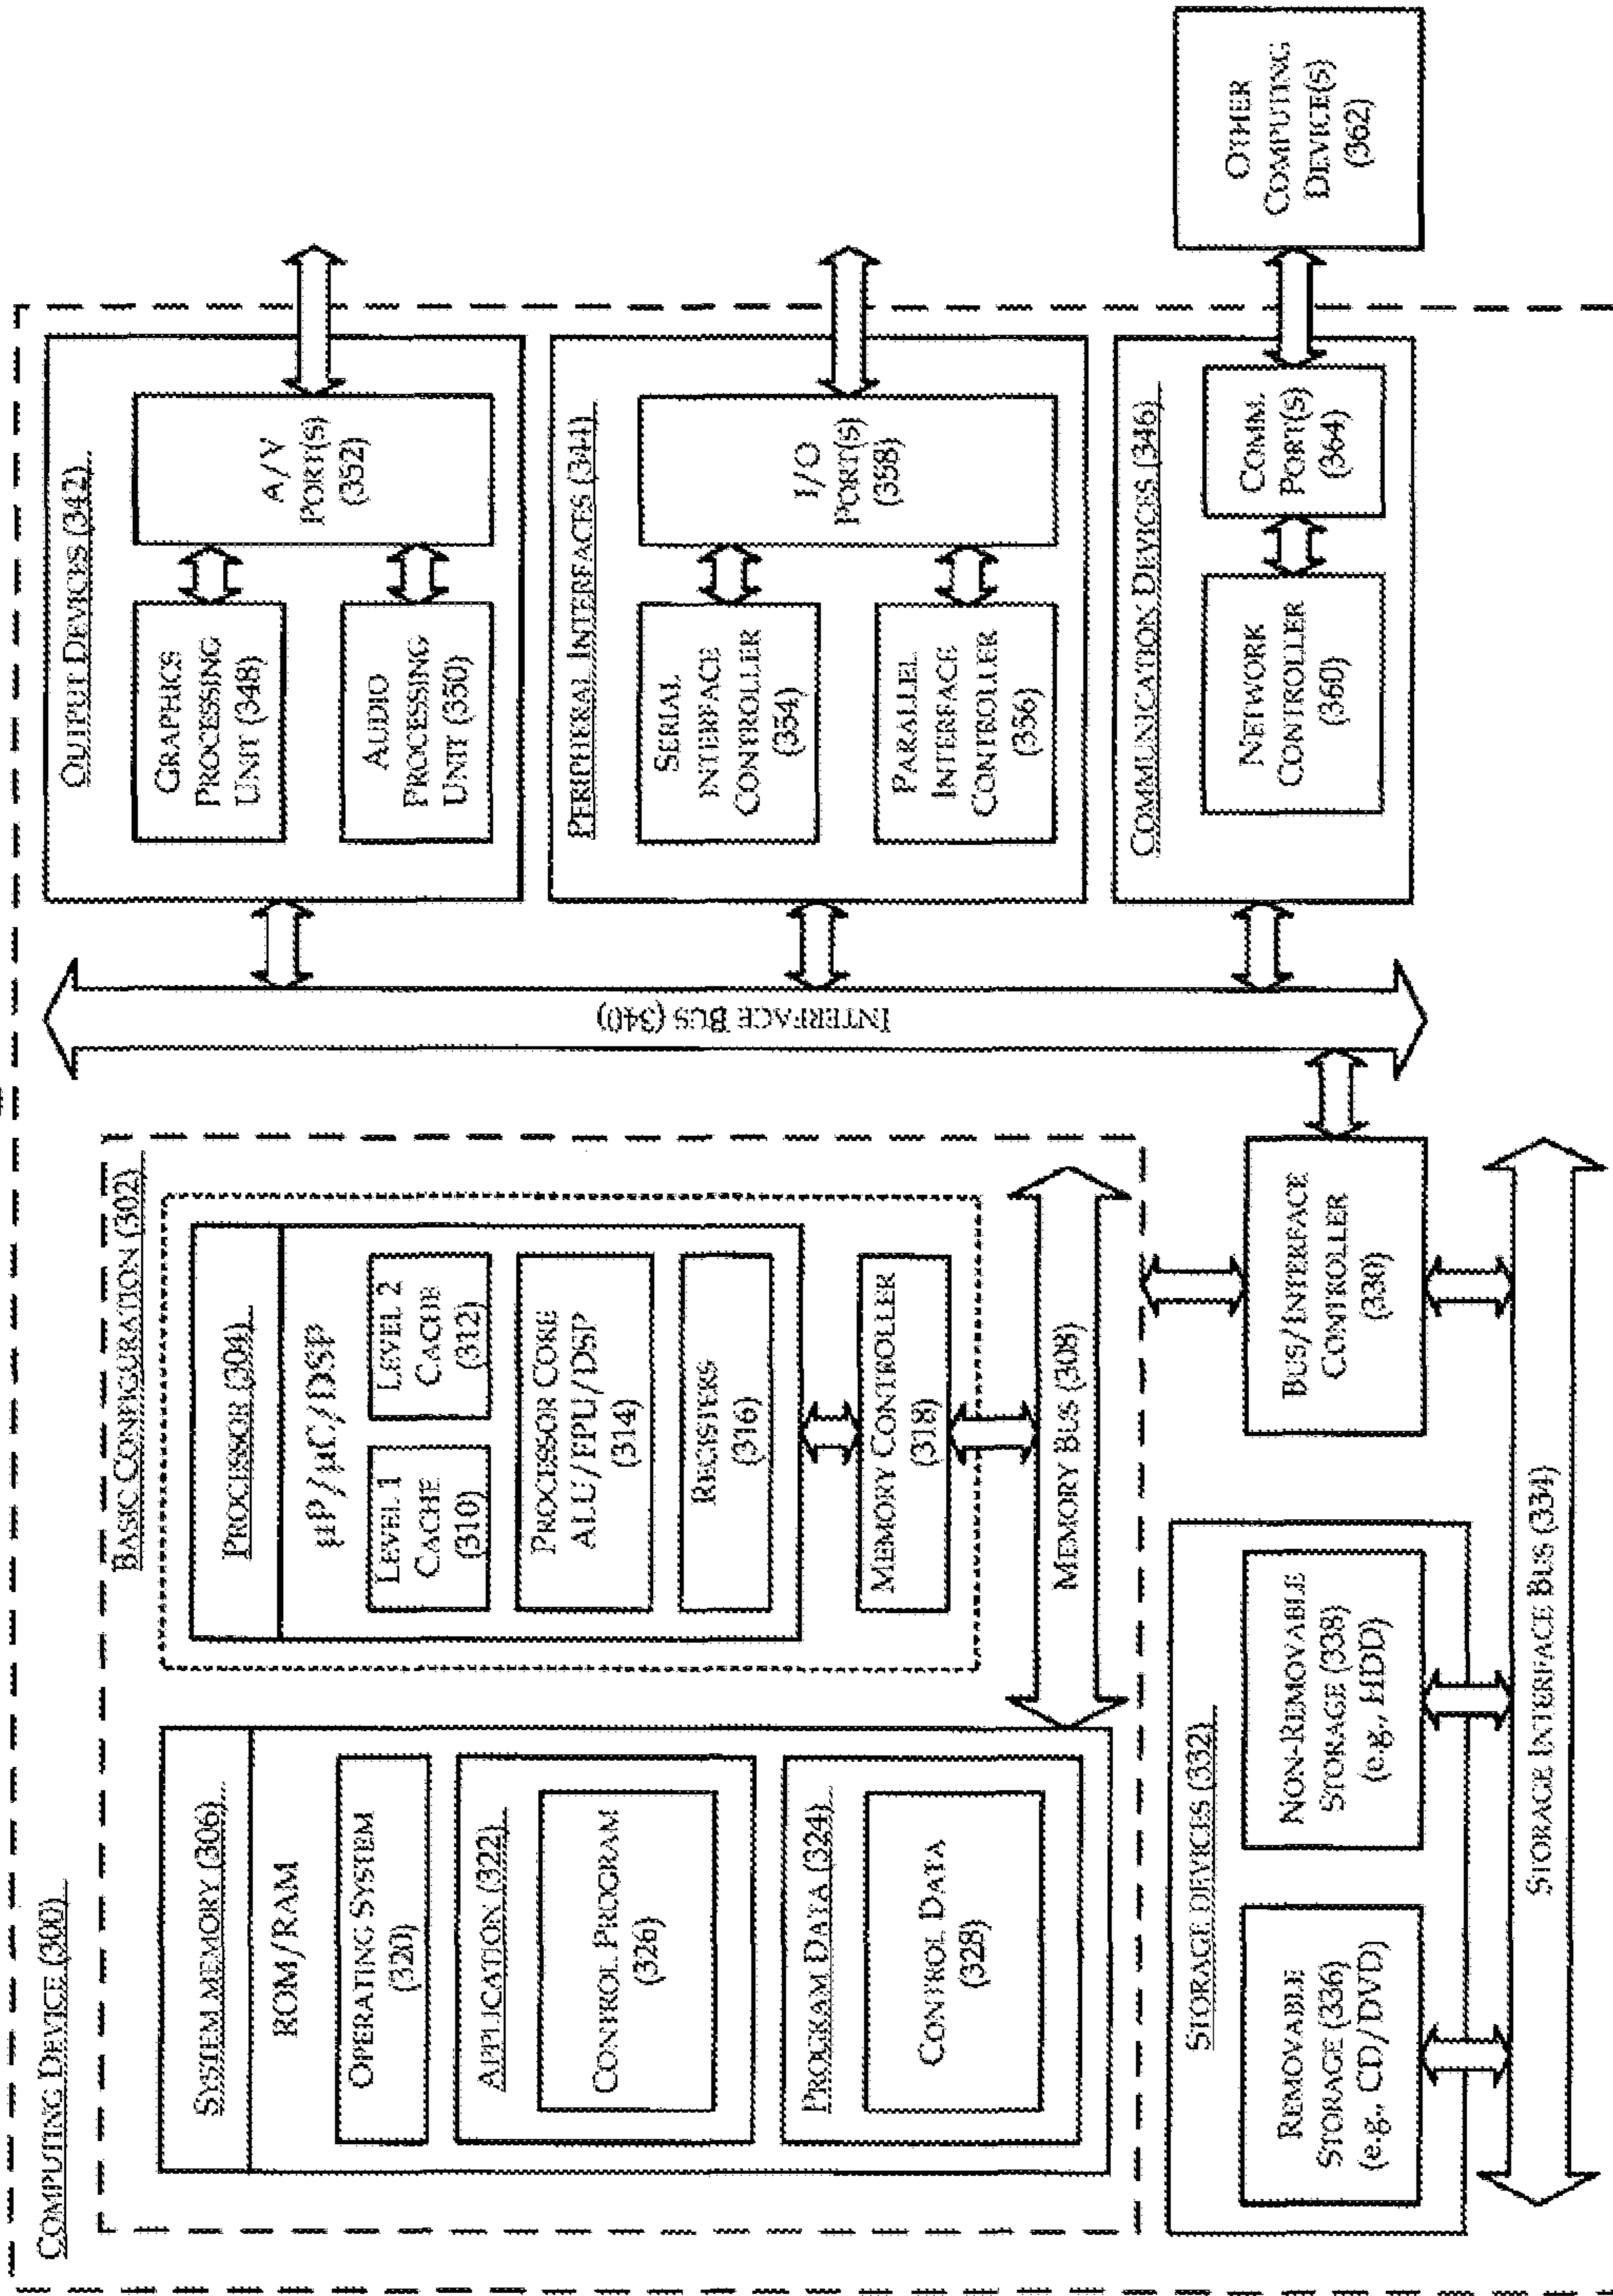 COMPUTING DEVICE (300)
BASIC CONFIGURATION (302)
SYSTEM MEMORY (306)
ROM/RAM
OPERATING SYSTEM
(320)
APPLICATION (322)
CONTROL PROGRAM
(326)
PROGRAM DATA (324)
CONTROL DATA
(328)
PROCESSOR (304)
µP/µC/DSP
LEVEL 1
CACHE
(310)
LEVEL 2
CACHE
(312)
PROCESSOR CORE
ALU/FPU/DSP
(314)
REGISTERS
(316)
MEMORY CONTROLLER
(318)
MEMORY BUS (308)
BUS/INTERFACE
CONTROLLER
(330)
STORAGE DEVICES (332)
REMOVABLE
STORAGE (336)
(e.g., CD/DVD)
NON-REMOVABLE
STORAGE (338)
(e.g., HDD)
STORAGE INTERFACE BUS (334)
INTERFACE BUS (340)
OUTPUT DEVICES (342)
GRAPHICS
PROCESSING
UNIT (348)
AUDIO
PROCESSING
UNIT (350)
A/V
PORT(S)
(352)
PERIPHERAL INTERFACES (344)
SERIAL
INTERFACE
CONTROLLER
(354)
PARALLEL
INTERFACE
CONTROLLER
(356)
I/O
PORT(S)
(358)
COMMUNICATION DEVICES (346)
NETWORK
CONTROLLER
(360)
COMM.
PORT(S)
(364)
OTHER
COMPUTING
DEVICE(S)
(362)